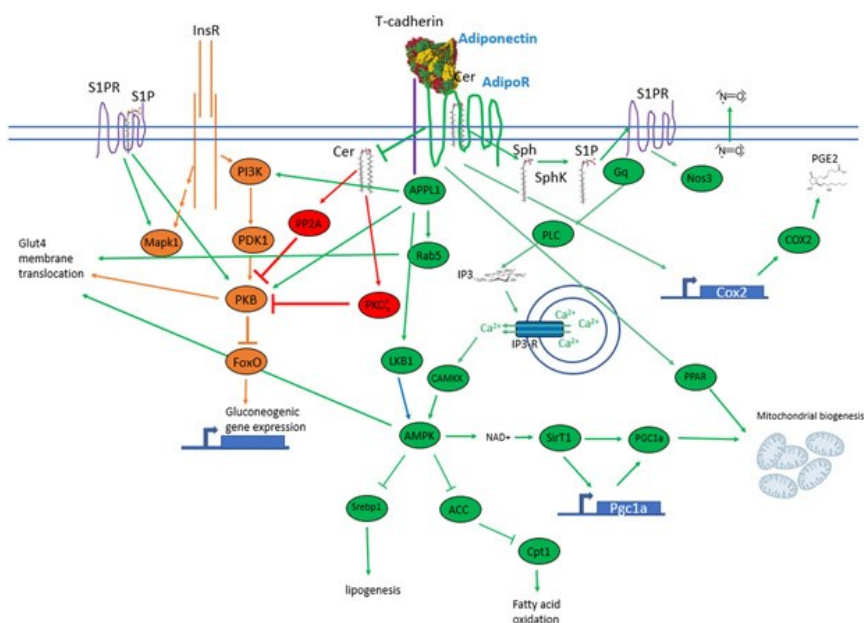 T-cadherin
InsR
Adiponectin
Cer
AdipoR
S1PR
S1P
S1PR
N=O
N=O
Cer
Sph
S1P
SphK
PGE2
PI3K
APPL1
Gq
Nos3
PP2A
Mapk1
PDK1
Rab5
PLC
COX2
Glut4
membrane
translocation
IP3
Cox2
PKB
PKCζ
Ca2+
Ca2+
Ca2+
Ca2+
IP3-R
FoxO
LKB1
CAMKK
PPAR
Gluconeogenic
gene expression
Mitochondrial biogenesis
AMPK
NAD+
SirT1
PGC1a
Srebp1
ACC
Pgc1a
Cpt1
lipogenesis
Fatty acid
oxidation